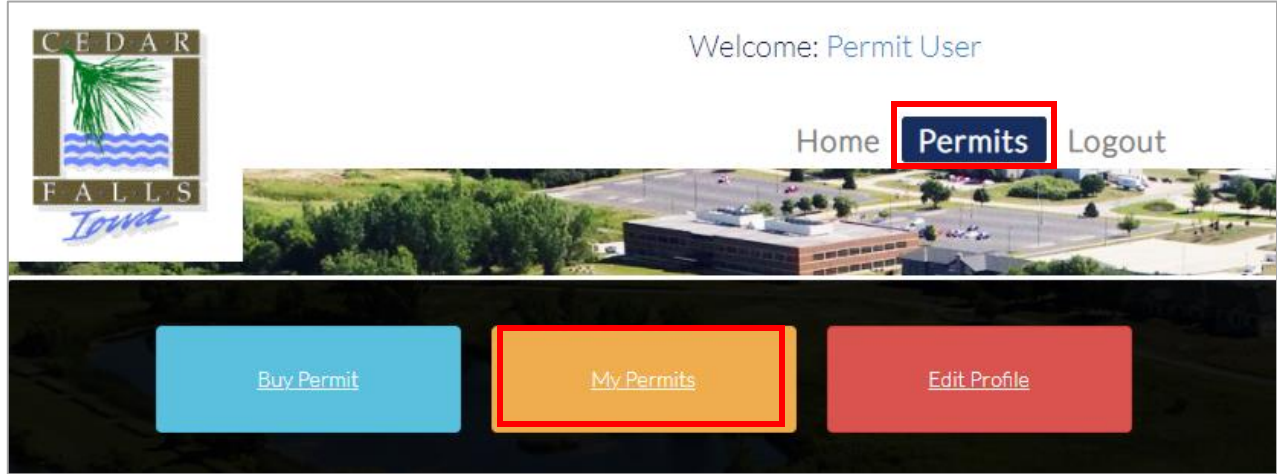 CEDAR
FALLS
Iowa
Welcome: Permit User
Home Permits Logout
Buy Permit My Permits Edit Profile